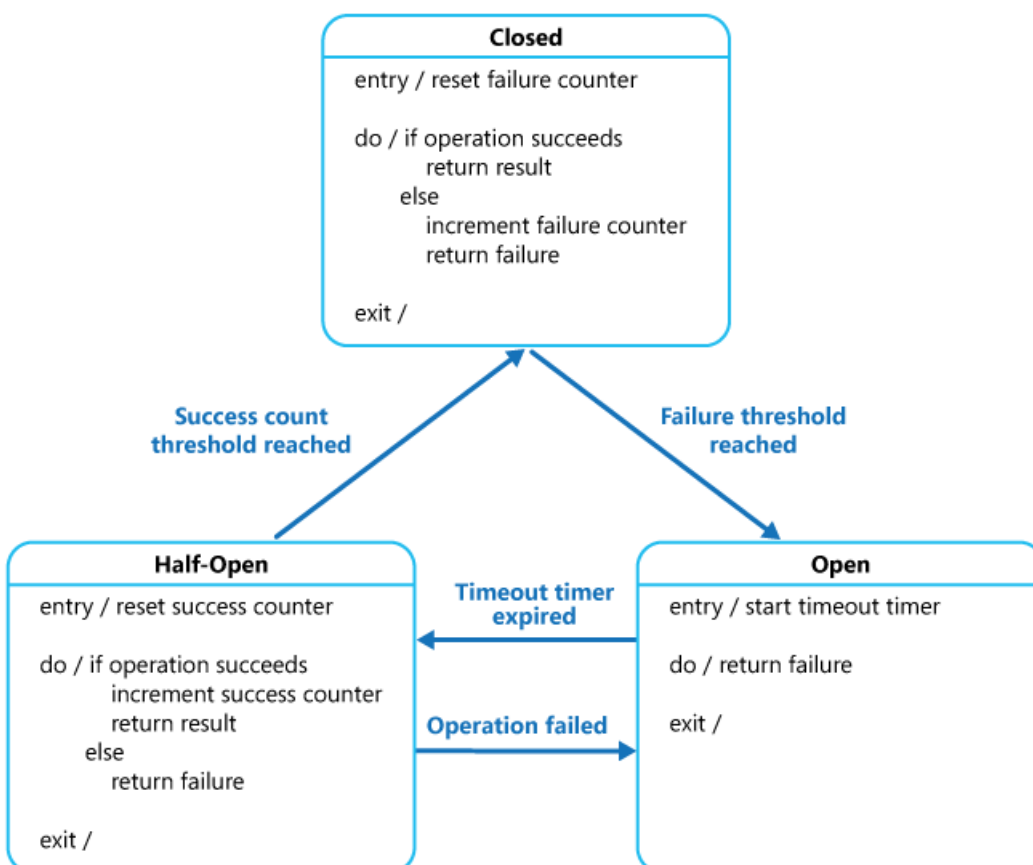 Closed
entry / reset failure counter
do / if operation succeeds
return result
else
increment failure counter
return failure
exit /
Success count
threshold reached
Failure threshold
reached
Half-Open
entry / reset success counter
do / if operation succeeds
increment success counter
return result
else
return failure
exit /
Timeout timer
expired
Operation failed
Open
entry / start timeout timer
do / return failure
exit /